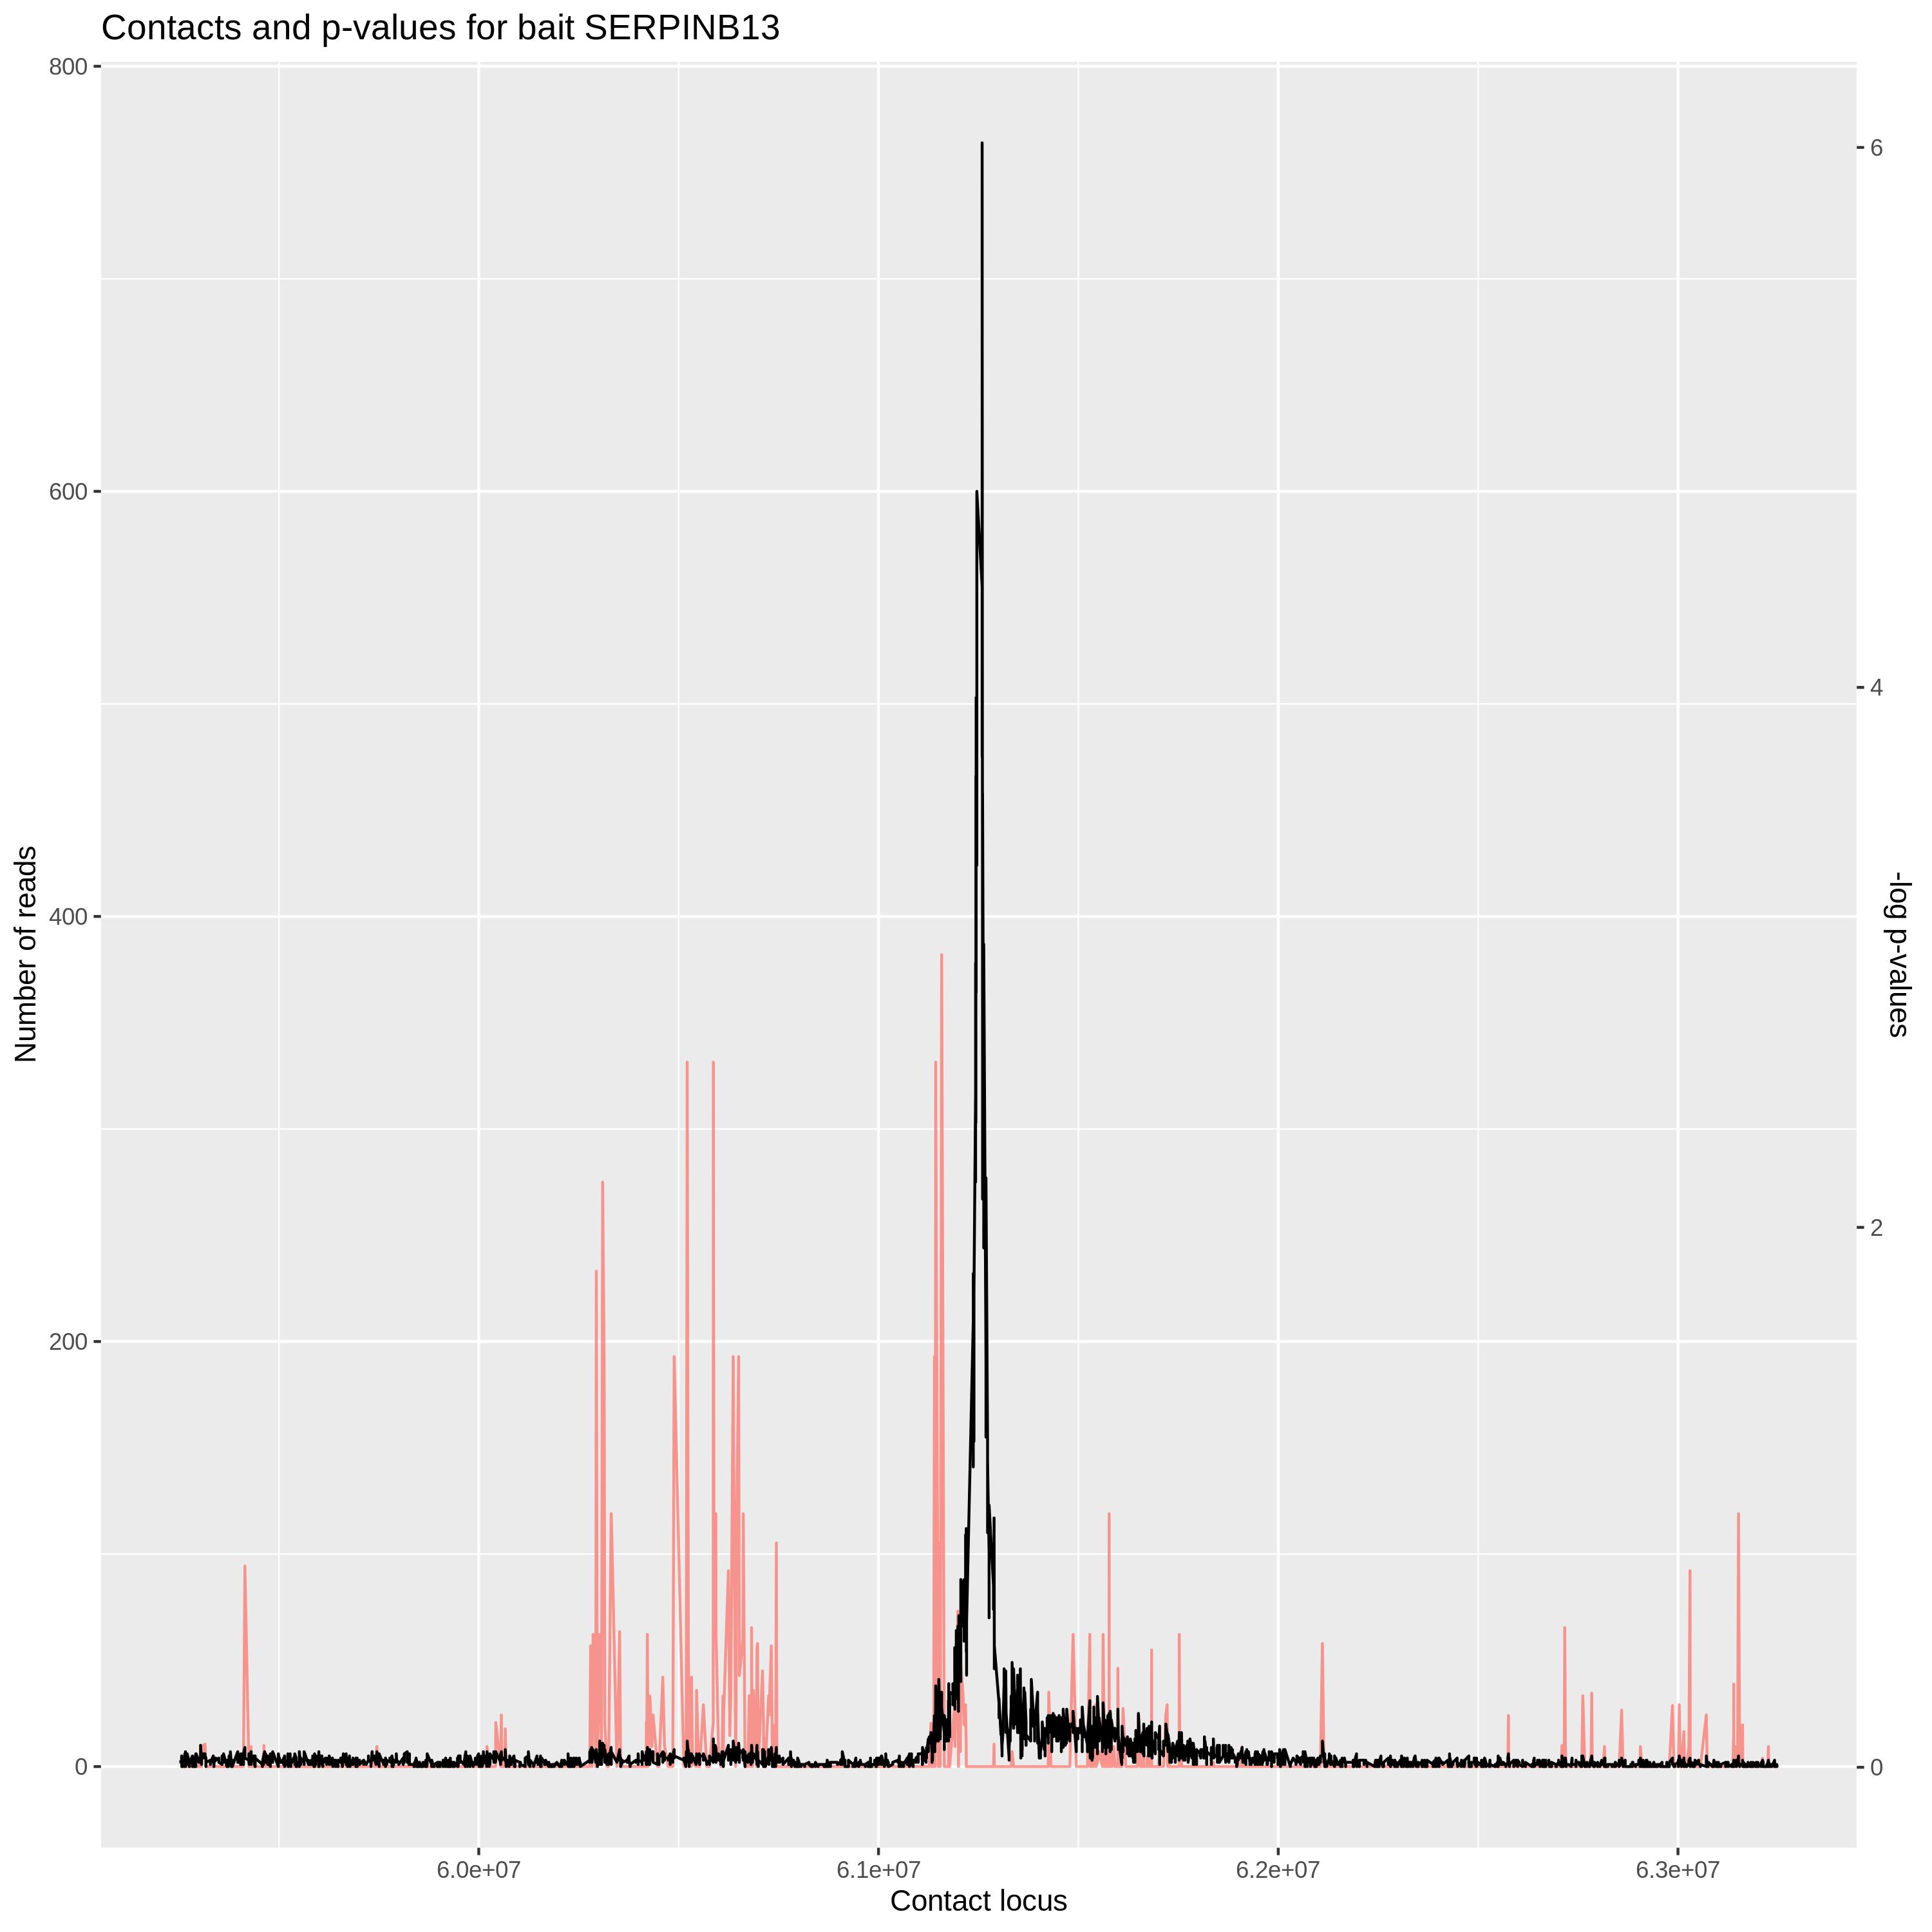 Contacts and p-values for bait SERPINB13
800
600
400
200
0
Number of reads
6
4
2
0
-log p-values
6.0e+07
6.1e+07
6.2e+07
6.3e+07
Contact locus